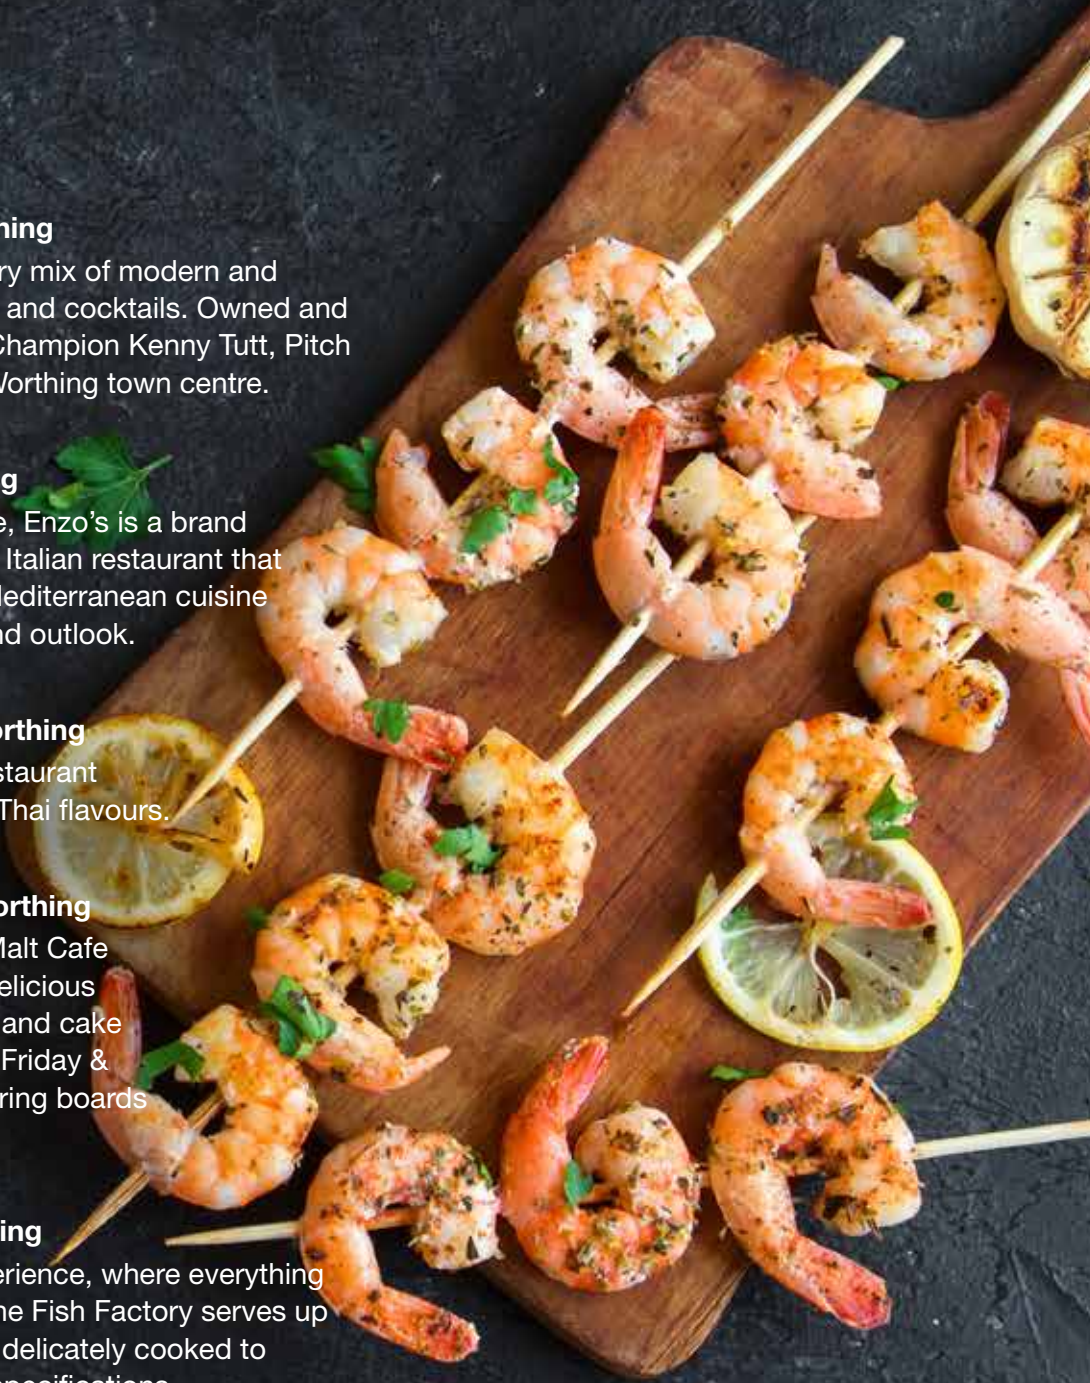 hing
ry mix of modern and
and cocktails. Owned and
Champion Kenny Tutt, Pitch
Worthing town centre.
g
e, Enzo’s is a brand
Italian restaurant that
Mediterranean cuisine
nd outlook.
orthing
staurant
Thai flavours.
orthing
Malt Cafe
elicious
and cake
Friday &
ring boards
ing
erience, where everything
he Fish Factory serves up
delicately cooked to